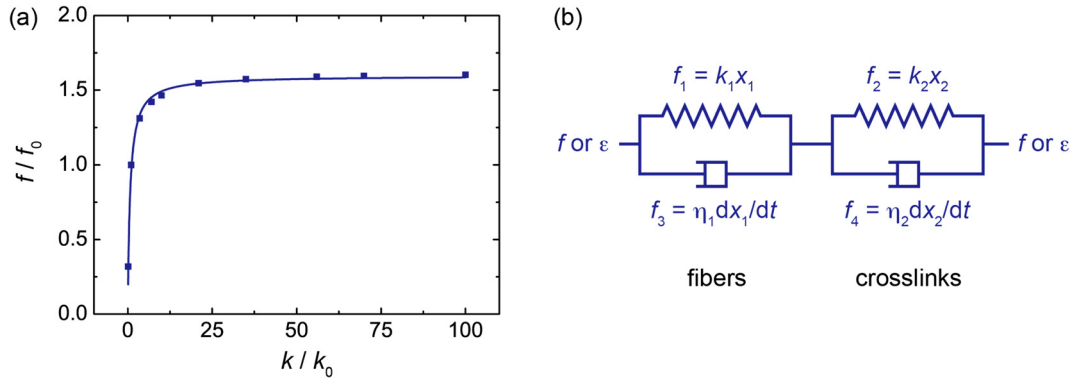 (a)
2.0
1.5
1.0
0.5
0.0
f / f₀
0 25 50 75 100
k / k₀
(b)
f₁ = k₁x₁ f₂ = k₂x₂
f or ε f or ε
f₃ = η₁dx₁/dt f₄ = η₂dx₂/dt
fibers crosslinks